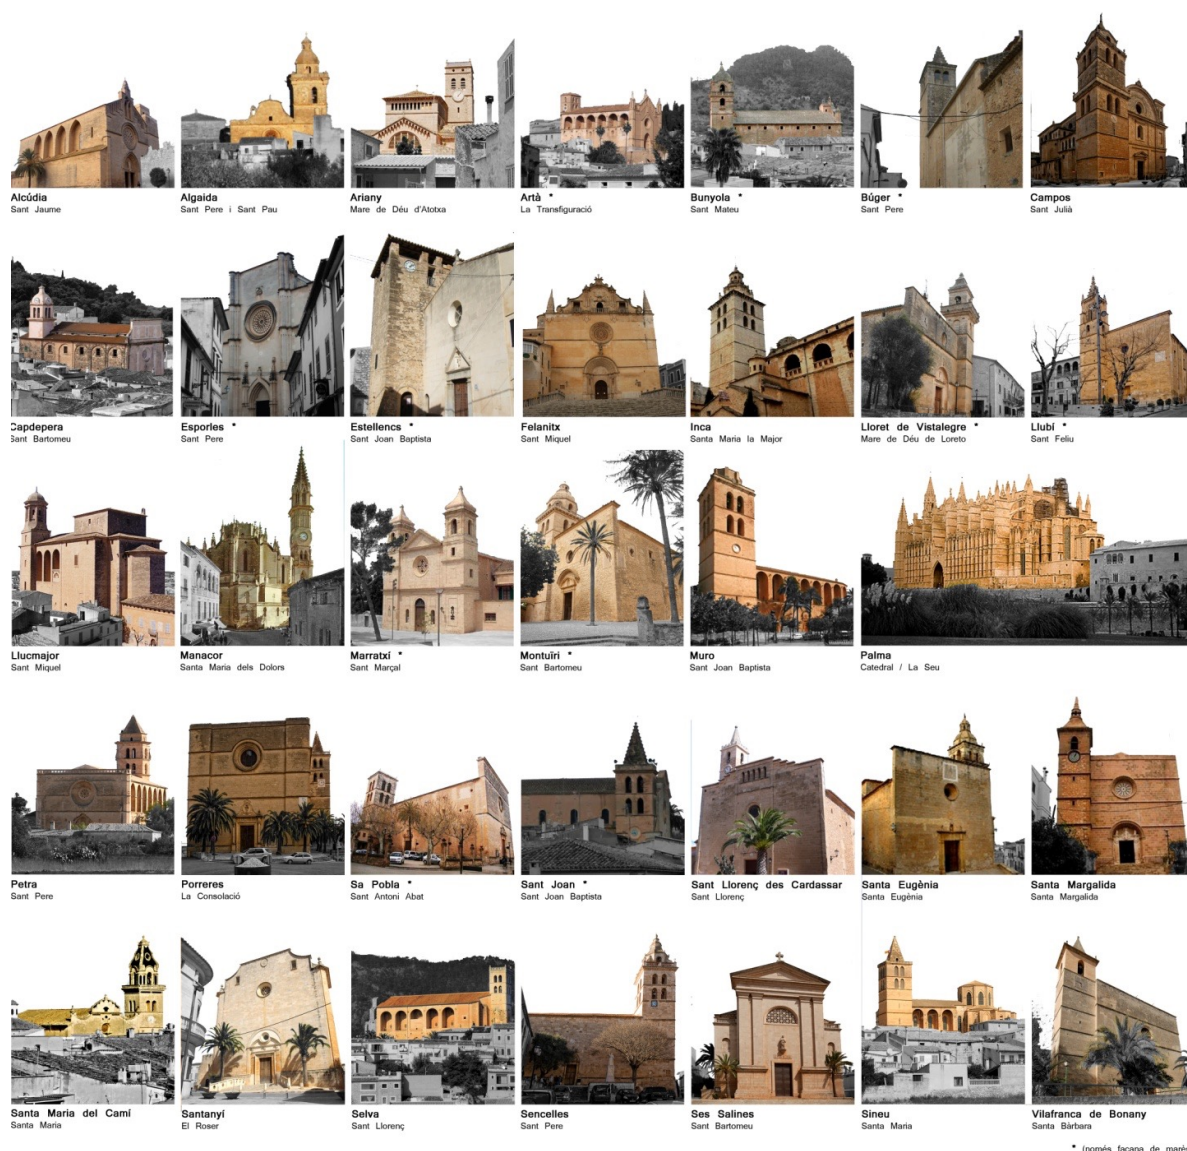 Alcúdia
Sant Jaume
Algaida
Sant Pere i Sant Pau
Ariany
Mare de Déu d'Atotxa
Artà *
La Transfiguració
Bunyola *
Sant Mateu
Búger *
Sant Pere
Campos
Sant Julià
Capdepera
Sant Bartomeu
Esporles *
Sant Pere
Estellencs *
Sant Joan Baptista
Felanitx
Sant Miquel
Inca
Santa Maria la Major
Lloret de Vistalegre *
Mare de Déu de Loreto
Llubí *
Sant Feliu
Llucmajor
Sant Miquel
Manacor
Santa Maria dels Dolors
Marratxí *
Sant Marçal
Montuïri *
Sant Bartomeu
Muro
Sant Joan Baptista
Palma
Catedral / La Seu
Petra
Sant Pere
Porreres
La Consolació
Sa Pobla *
Sant Antoni Abat
Sant Joan *
Sant Joan Baptista
Sant Llorenç des Cardassar
Sant Llorenç
Santa Eugènia
Santa Eugènia
Santa Margalida
Santa Margalida
Santa Maria del Camí
Santa Maria
Santanyí
El Roser
Selva
Sant Llorenç
Sencelles
Sant Pere
Ses Salines
Sant Bartomeu
Sineu
Santa Maria
Vilafranca de Bonany
Santa Bàrbara
* (només façana de marès